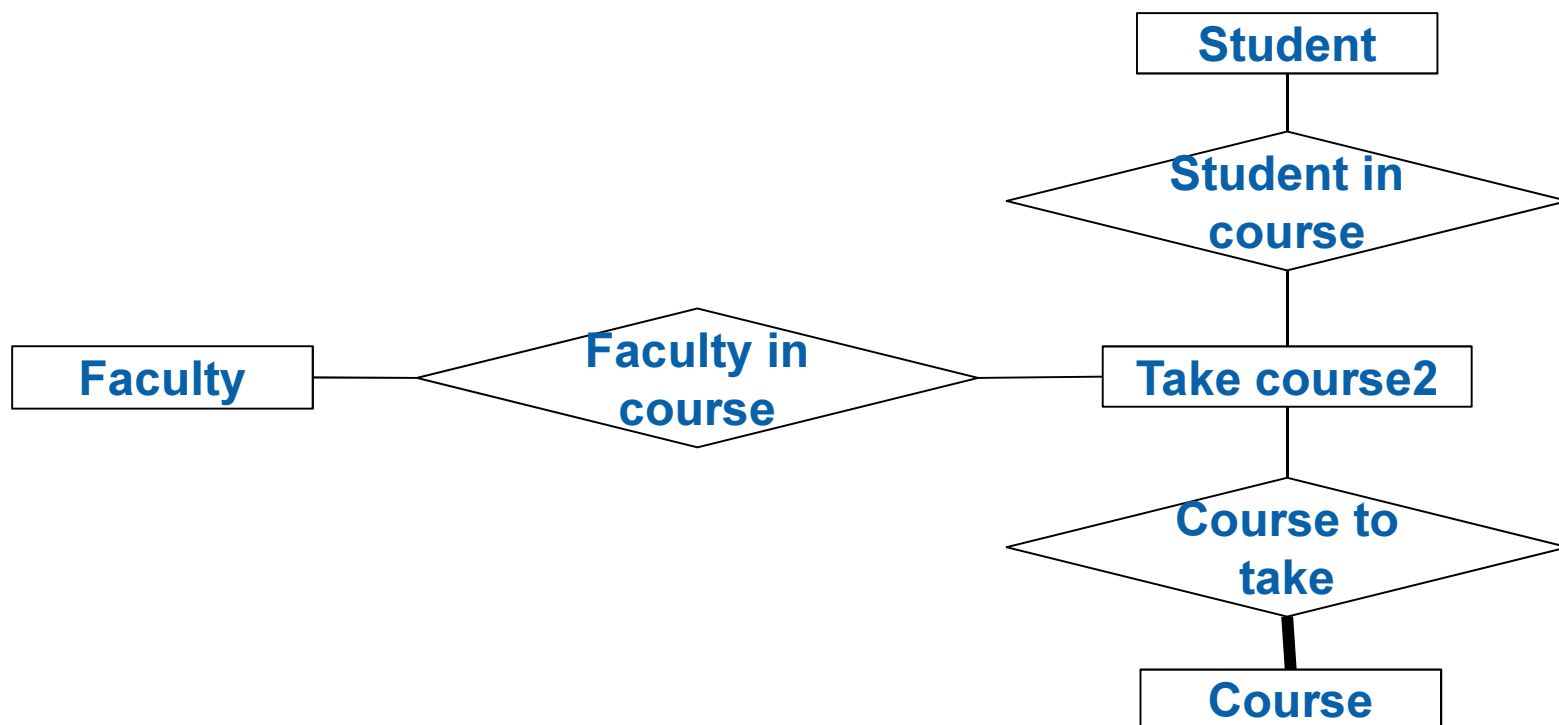 Student
Student in
course
Faculty
Faculty in
course
Take course2
Course to
take
Course